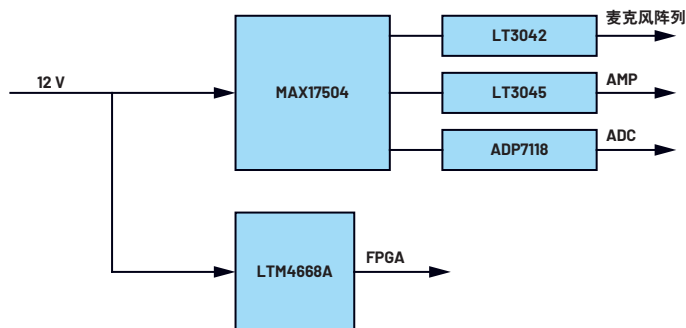 麦克风阵列
LT3042
12 V
MAX17504
LT3045
AMP
ADP7118
ADC
LTM4668A
FPGA